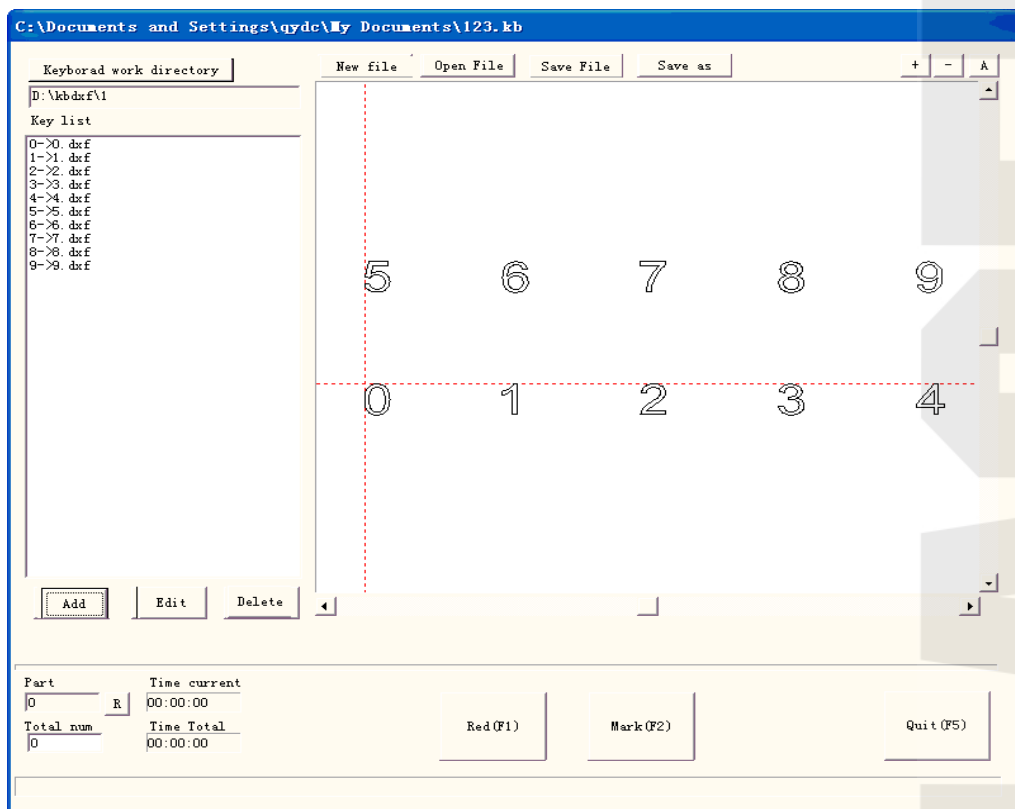 C:\Documents and Settings\qydc\My Documents\123.kb
Keyborad work directory
New file Open File Save File Save as + - A
D:\kbdxf\1
Key list
0->0.dxf
1->1.dxf
2->2.dxf
3->3.dxf
4->4.dxf
5->5.dxf
6->6.dxf
7->7.dxf
8->8.dxf
9->9.dxf
5 6 7 8 9
0 1 2 3 4
Add Edit Delete
Part Time current
0 R 00:00:00
Total num Time Total
0 00:00:00
Red(F1) Mark(F2) Quit(F5)